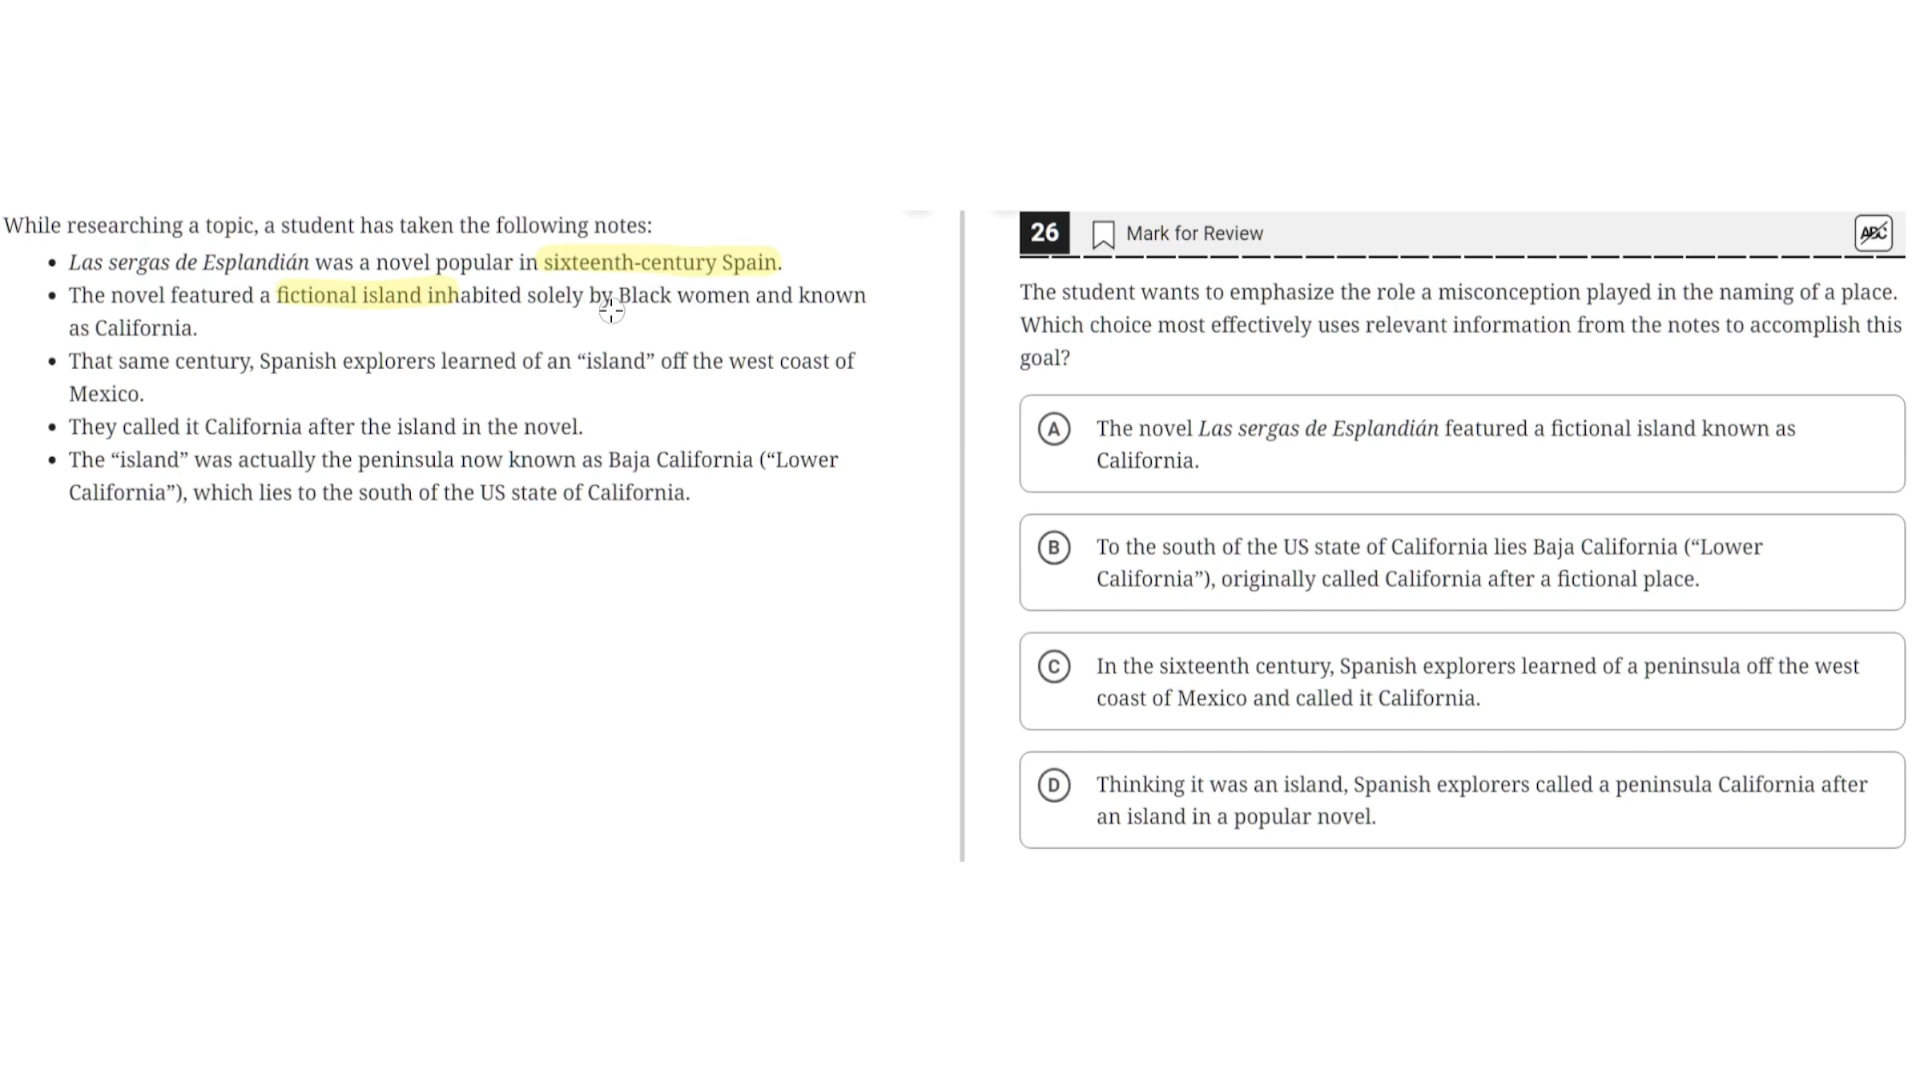 While researching a topic, a student has taken the following notes:
• Las sergas de Esplandián was a novel popular in sixteenth-century Spain.
• The novel featured a fictional island inhabited solely by Black women and known
as California.
• That same century, Spanish explorers learned of an “island” off the west coast of
Mexico.
• They called it California after the island in the novel.
• The “island” was actually the peninsula now known as Baja California (“Lower
California”), which lies to the south of the US state of California.
26 Mark for Review ABC
The student wants to emphasize the role a misconception played in the naming of a place.
Which choice most effectively uses relevant information from the notes to accomplish this
goal?
A The novel Las sergas de Esplandián featured a fictional island known as
California.
B To the south of the US state of California lies Baja California (“Lower
California”), originally called California after a fictional place.
C In the sixteenth century, Spanish explorers learned of a peninsula off the west
coast of Mexico and called it California.
D Thinking it was an island, Spanish explorers called a peninsula California after
an island in a popular novel.